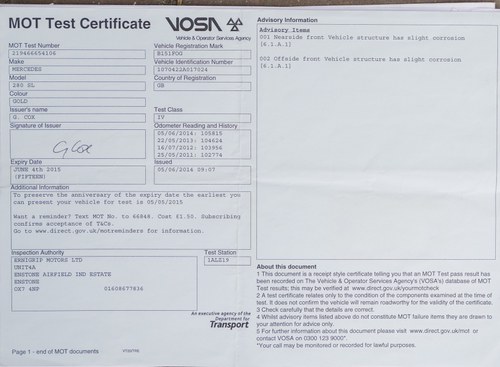 MOT Test Certificate
VOSA
Vehicle & Operator Services Agency
MOT Test Number
219466654106
Vehicle Registration Mark
B151FOG
Make
MERCEDES
Vehicle Identification Number
1070422A017024
Model
280 SL
Country of Registration
GB
Colour
GOLD
Issuer's name
G. COX
Test Class
IV
Signature of Issuer
G Cox
Odometer Reading and History
05/06/2014: 105815
22/05/2013: 104624
16/07/2012: 103956
25/05/2011: 102774
Expiry Date
JUNE 4th 2015
(FIFTEEN)
Issued
05/06/2014 09:07
Additional Information
To preserve the anniversary of the expiry date the earliest you
can present your vehicle for test is 05/05/2015
Want a reminder? Text MOT No. to 66848. Cost £1.50. Subscribing
confirms acceptance of T&Cs.
Go to www.direct.gov.uk/motreminders for information.
Inspection Authority
ENHIGRIP MOTORS LTD
UNIT4A
ENSTONE AIRFIELD IND ESTATE
ENSTONE
OX7 4NP 01608677836
Test Station
An executive agency of the
Department for
Transport
Page 1 - end of MOT documents
Advisory Information
Advisory Items
001 Nearside front Vehicle structure has slight corrosion
[6.1.A.1]
002 Offside front Vehicle structure has slight corrosion
[6.1.A.1]
About this document
1 This document is a receipt style certificate telling you that an MOT Test pass result has
been recorded on The Vehicle & Operator Services Agency's (VOSA's) database of MOT
Test results; this may be verified at www.direct.gov.uk/yourmotcheck
2 A test certificate relates only to the condition of the components examined at the time of
test. It does not confirm the vehicle will remain roadworthy for the validity of the certificate.
3 Check carefully that the details are correct.
4 Whilst advisory items listed above do not constitute MOT failure items they are drawn to
your attention for advice only.
5 For further information about this document please visit www.direct.gov.uk/mot or
contact VOSA on 0300 123 9000*.
*Your call may be monitored or recorded for lawful purposes.